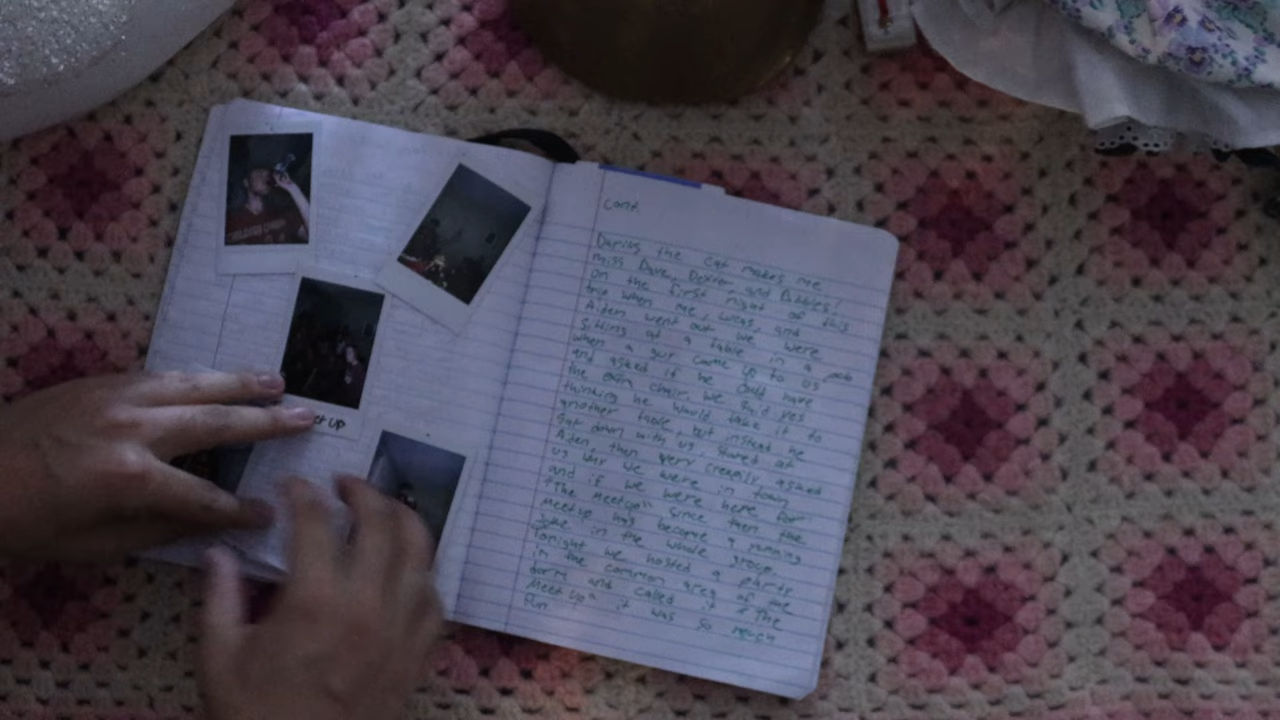 et UP
Cont.
Darius the cat makes me
miss Dave, Dexter, and Bibbles!
On the first night of this
trip when me, Lucas, and
Aiden went out we were
sitting at a table in a pub
when a guy came up to us
and asked if he could have
the own chair. we said yes
thinking he would take it to
another table, but instead he
sat down with us, stared at
Aiden, then very creepily asked
us why we were in town
and if we were here for
"The Meetup" Since then the
Meetup has become a running
joke in the whole group.
tonight we hosted a party
in the common area of the
dorm and called it "The
Meet Up" it was so much
fun